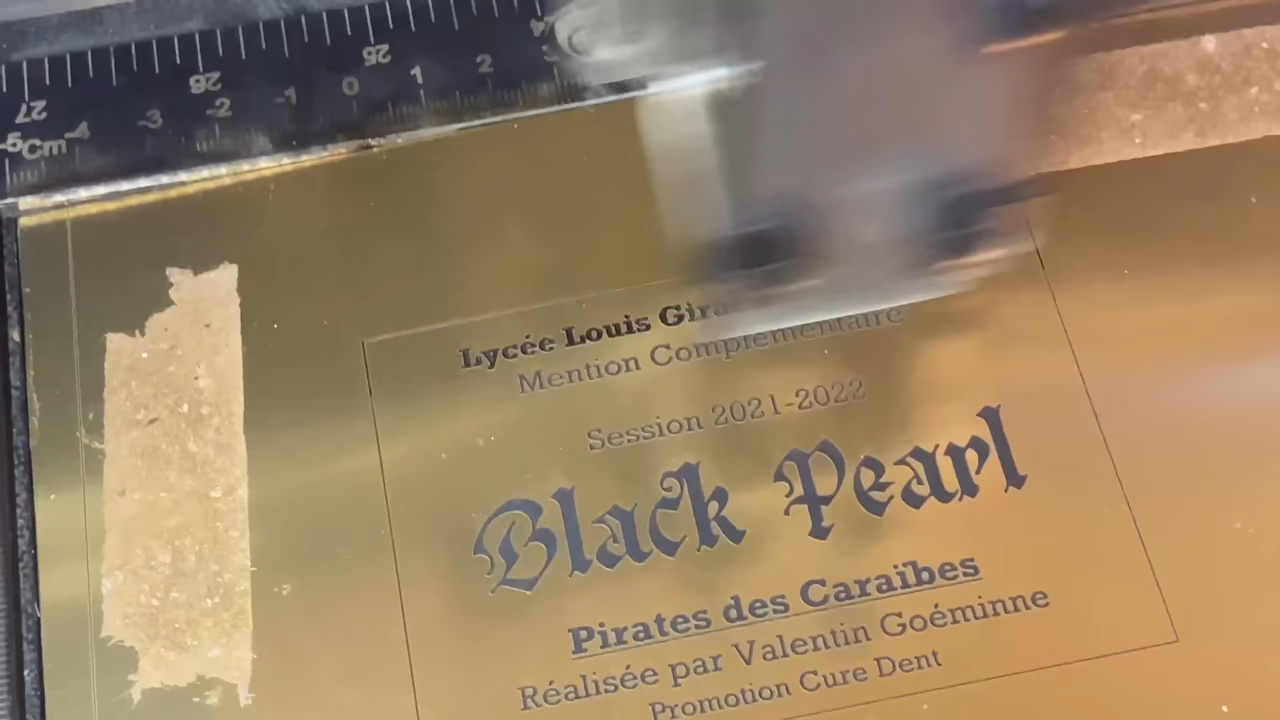 27 26 25
-5Cm -4 -3 -2 -1 0 1 2
Lycée Louis
Mention Complémentaire
Session 2021-2022
Black Pearl
Pirates des Caraïbes
Réalisée par Valentin Goéminne
Promotion Cure Dent